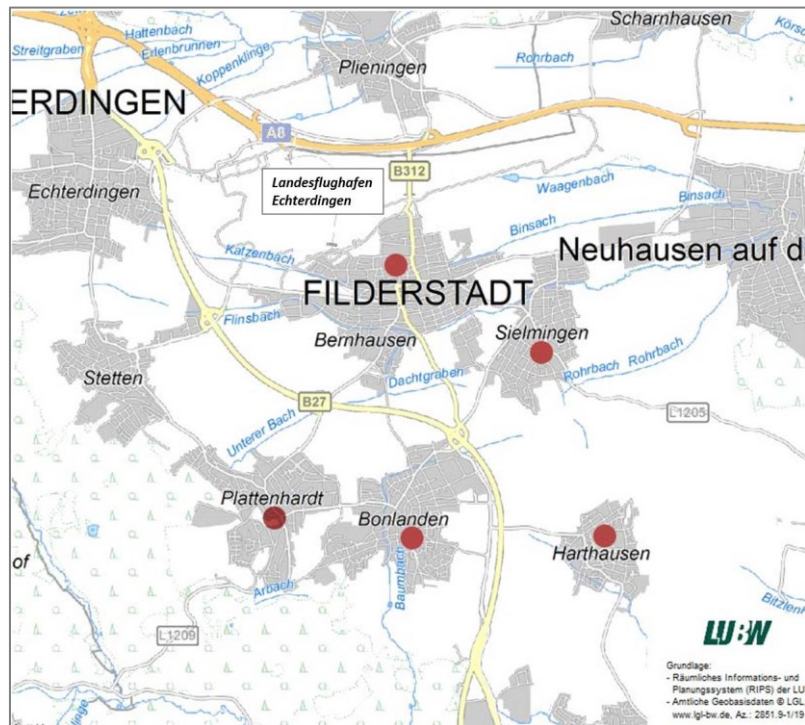 Scharnhausen
Hattenbach
Streitgraben
Erlenbrunnen
Koppenklinge
Plieningen
Rohrbach
ERDINGEN
A8
B312
Landesflughafen
Echterdingen
Echterdingen
Waagenbach
Binsach
Binsach
Katzenbach
Neuhausen auf d
FILDERSTADT
Flinsbach
Bernhausen
Sielmingen
Stetten
Dachtgraben
Rohrbach Rohrbach
B27
L1205
Unterer Bach
Plattenhardt
Bonlanden
Harthausen
of
Arbach
Baumbach
L1209
LUBW
Grundlage:
- Räumliches Informations- und
Planungssystem (RIPS) der LU
- Amtliche Geobasisdaten © LGL
www.lgl-bw.de, Az.: 2851.9-1/19